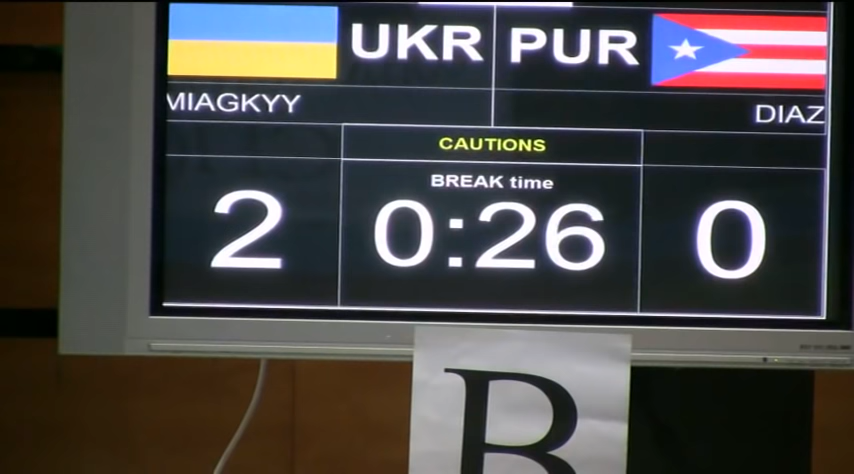 UKR PUR
MIAGKYY DIAZ
CAUTIONS
BREAK time
2 0:26 0
B